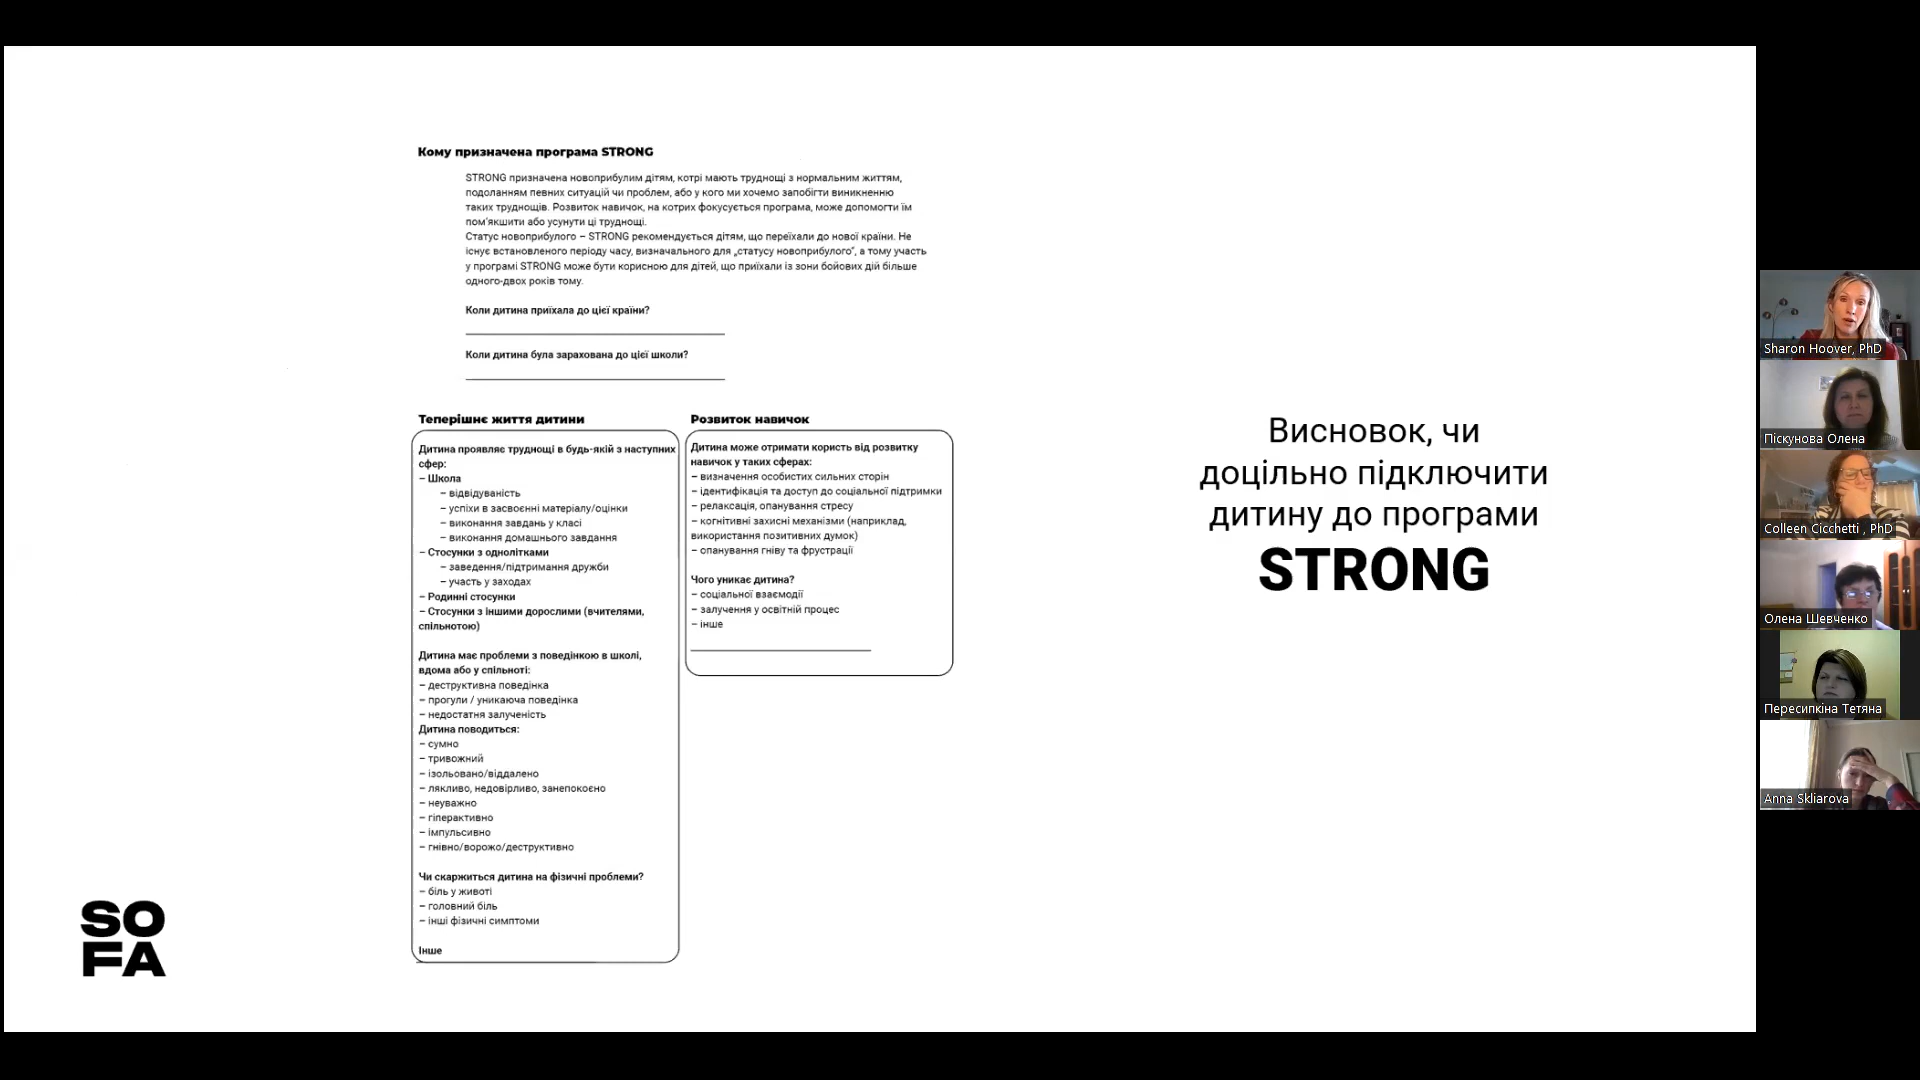 Кому призначена програма STRONG
STRONG призначена новоприбулим дітям, котрі мають труднощі з нормальним життям,
подоланням певних ситуацій чи проблем, або у кого ми хочемо запобігти виникненню
таких труднощів. Розвиток навичок, на котрих фокусується програма, може допомогти їм
пом'якшити або усунути ці труднощі.
Статус новоприбулого – STRONG рекомендується дітям, що переїхали до нової країни. Не
існує встановленого періоду часу, визначального для „статусу новоприбулого", а тому участь
у програмі STRONG може бути корисною для дітей, що приїхали із зони бойових дій більше
одного-двох років тому.
Коли дитина приїхала до цієї країни?
Коли дитина була зарахована до цієї школи?
Теперішнє життя дитини
Дитина проявляє труднощі в будь-якій з наступних
сфер:
– Школа
– відвідуваність
– успіхи в засвоєнні матеріалу/оцінки
– виконання завдань у класі
– виконання домашнього завдання
– Стосунки з однолітками
– заведення/підтримання дружби
– участь у заходах
– Родинні стосунки
– Стосунки з іншими дорослими (вчителями,
спільнотою)
Дитина має проблеми з поведінкою в школі,
вдома або у спільноті:
– деструктивна поведінка
– прогули / уникаюча поведінка
– недостатня залученість
Дитина поводиться:
– сумно
– тривожний
– ізольовано/віддалено
– лякливо, недовірливо, занепокоєно
– неуважно
– гіперактивно
– імпульсивно
– гнівно/ворожо/деструктивно
Чи скаржиться дитина на фізичні проблеми?
– біль у животі
– головний біль
– інші фізичні симптоми
Інше
Розвиток навичок
Дитина може отримати користь від розвитку
навичок у таких сферах:
– визначення особистих сильних сторін
– ідентифікація та доступ до соціальної підтримки
– релаксація, опанування стресу
– когнітивні захисні механізми (наприклад,
використання позитивних думок)
– опанування гніву та фрустрації
Чого уникає дитина?
– соціальної взаємодії
– залучення у освітній процес
– інше
Висновок, чи
доцільно підключити
дитину до програми
STRONG
SO
FA
Sharon Hoover, PhD
Піскунова Олена
Colleen Cicchetti , PhD
Олена Шевченко
Пересипкіна Тетяна
Anna Skliarova